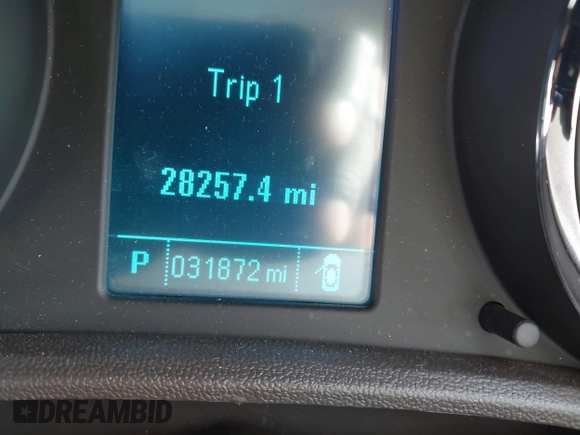 Trip 1
28257.4 mi
P 031872 mi
DREAMBID